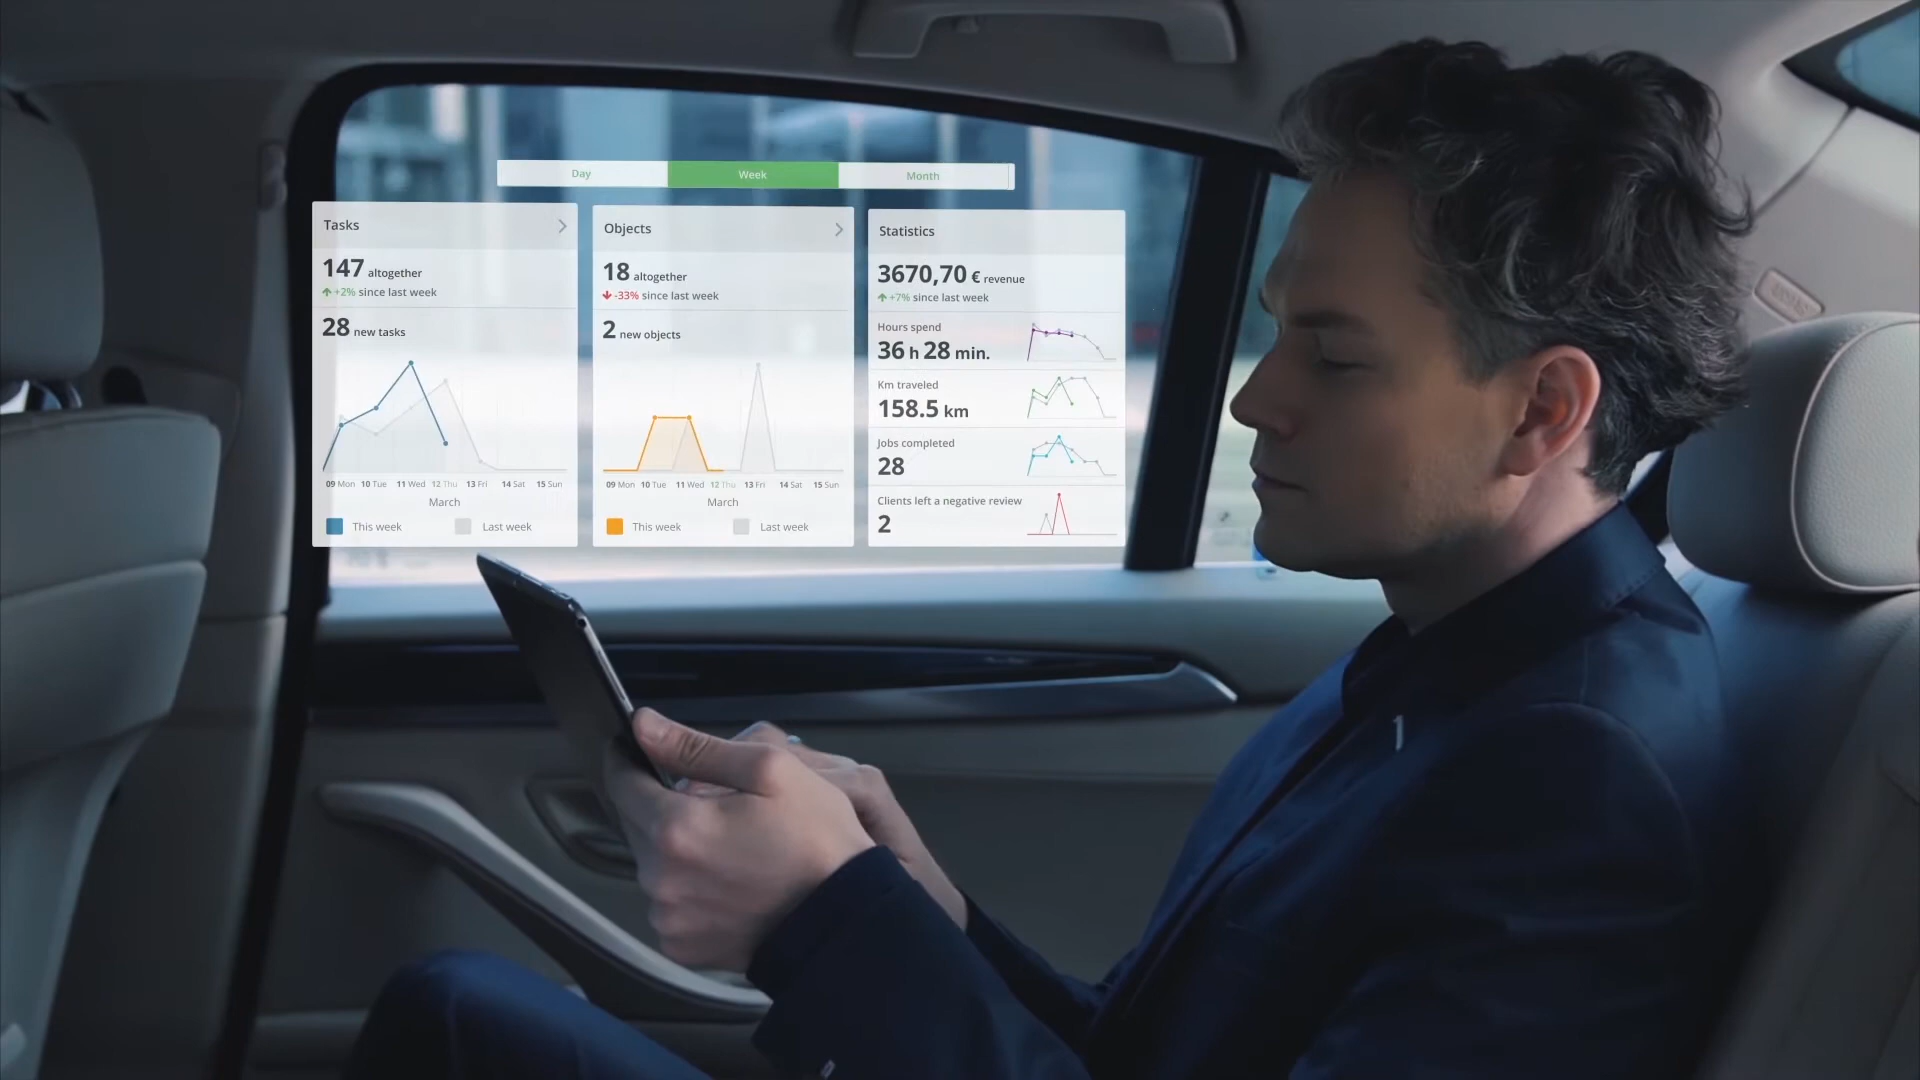 Day Week Month
Tasks
147 altogether
+2% since last week
28 new tasks
09 Mon 10 Tue 11 Wed 12 Thu 13 Fri 14 Sat 15 Sun
March
This week Last week
Objects
18 altogether
-33% since last week
2 new objects
09 Mon 10 Tue 11 Wed 12 Thu 13 Fri 14 Sat 15 Sun
March
This week Last week
Statistics
3670,70 € revenue
+7% since last week
Hours spend
36 h 28 min.
Km traveled
158.5 km
Jobs completed
28
Clients left a negative review
2